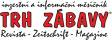 inzertní a informační měsíčník
TRH ZÁBAVY
Revista - Zeitschrift - Magazine